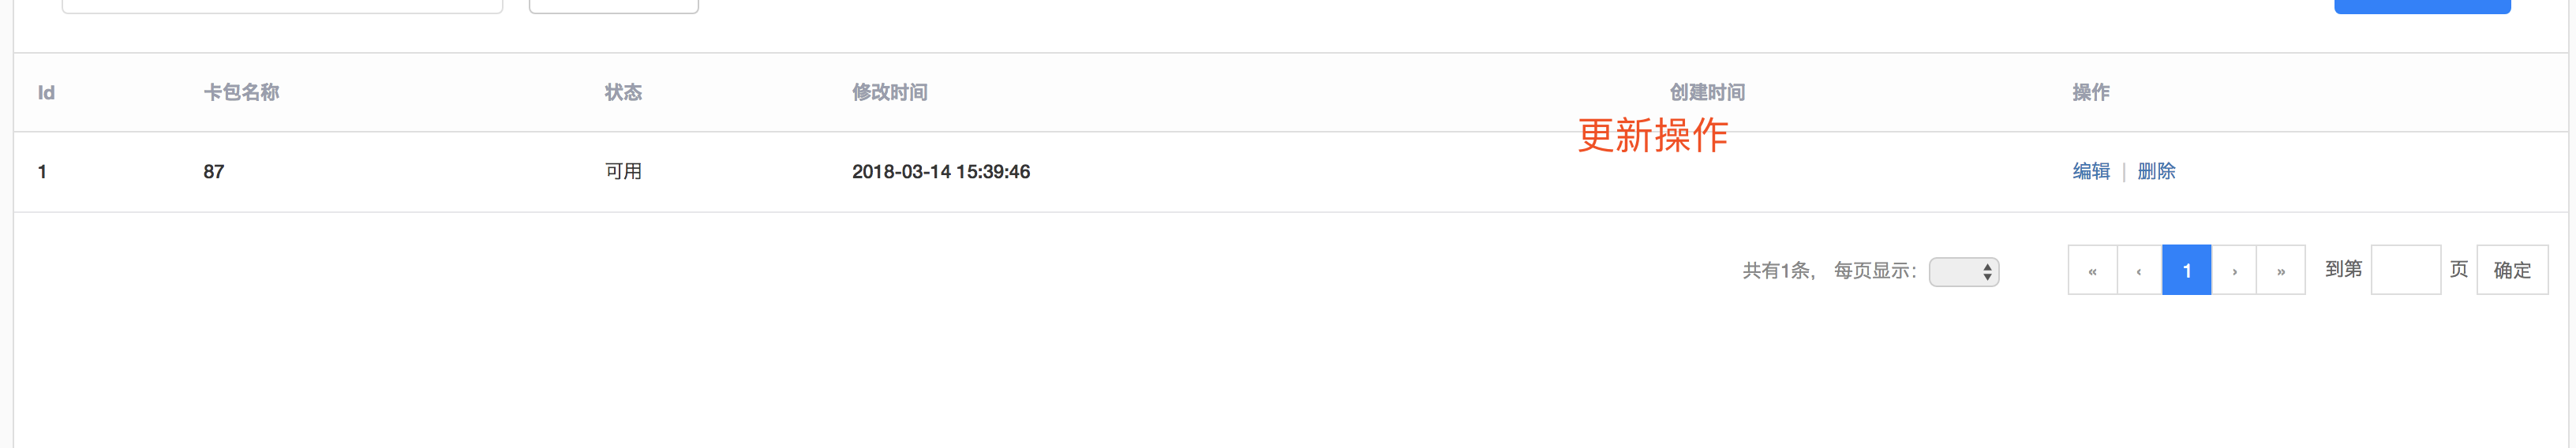 Id 卡包名称 状态 修改时间 创建时间 操作
更新操作
1 87 可用 2018-03-14 15:39:46 编辑 | 删除
共有1条， 每页显示： « ‹ 1 › » 到第 页 确定